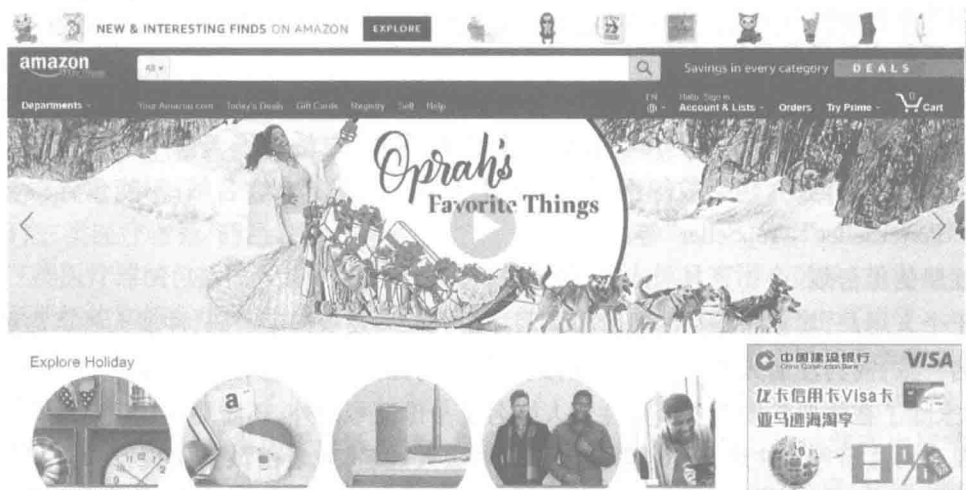 NEW & INTERESTING FINDS ON AMAZON EXPLORE
amazon
All
Savings in every category DEALS
EN
Hello. Sign in
Departments Your Amazon.com Today's Deals Gift Cards Registry Sell Help Account & Lists Orders Try Prime 0 Cart
Oprah's
Favorite Things
Explore Holiday
a
中国建设银行 VISA
China Construction Bank
龙卡信用卡Visa卡
亚马逊海淘享